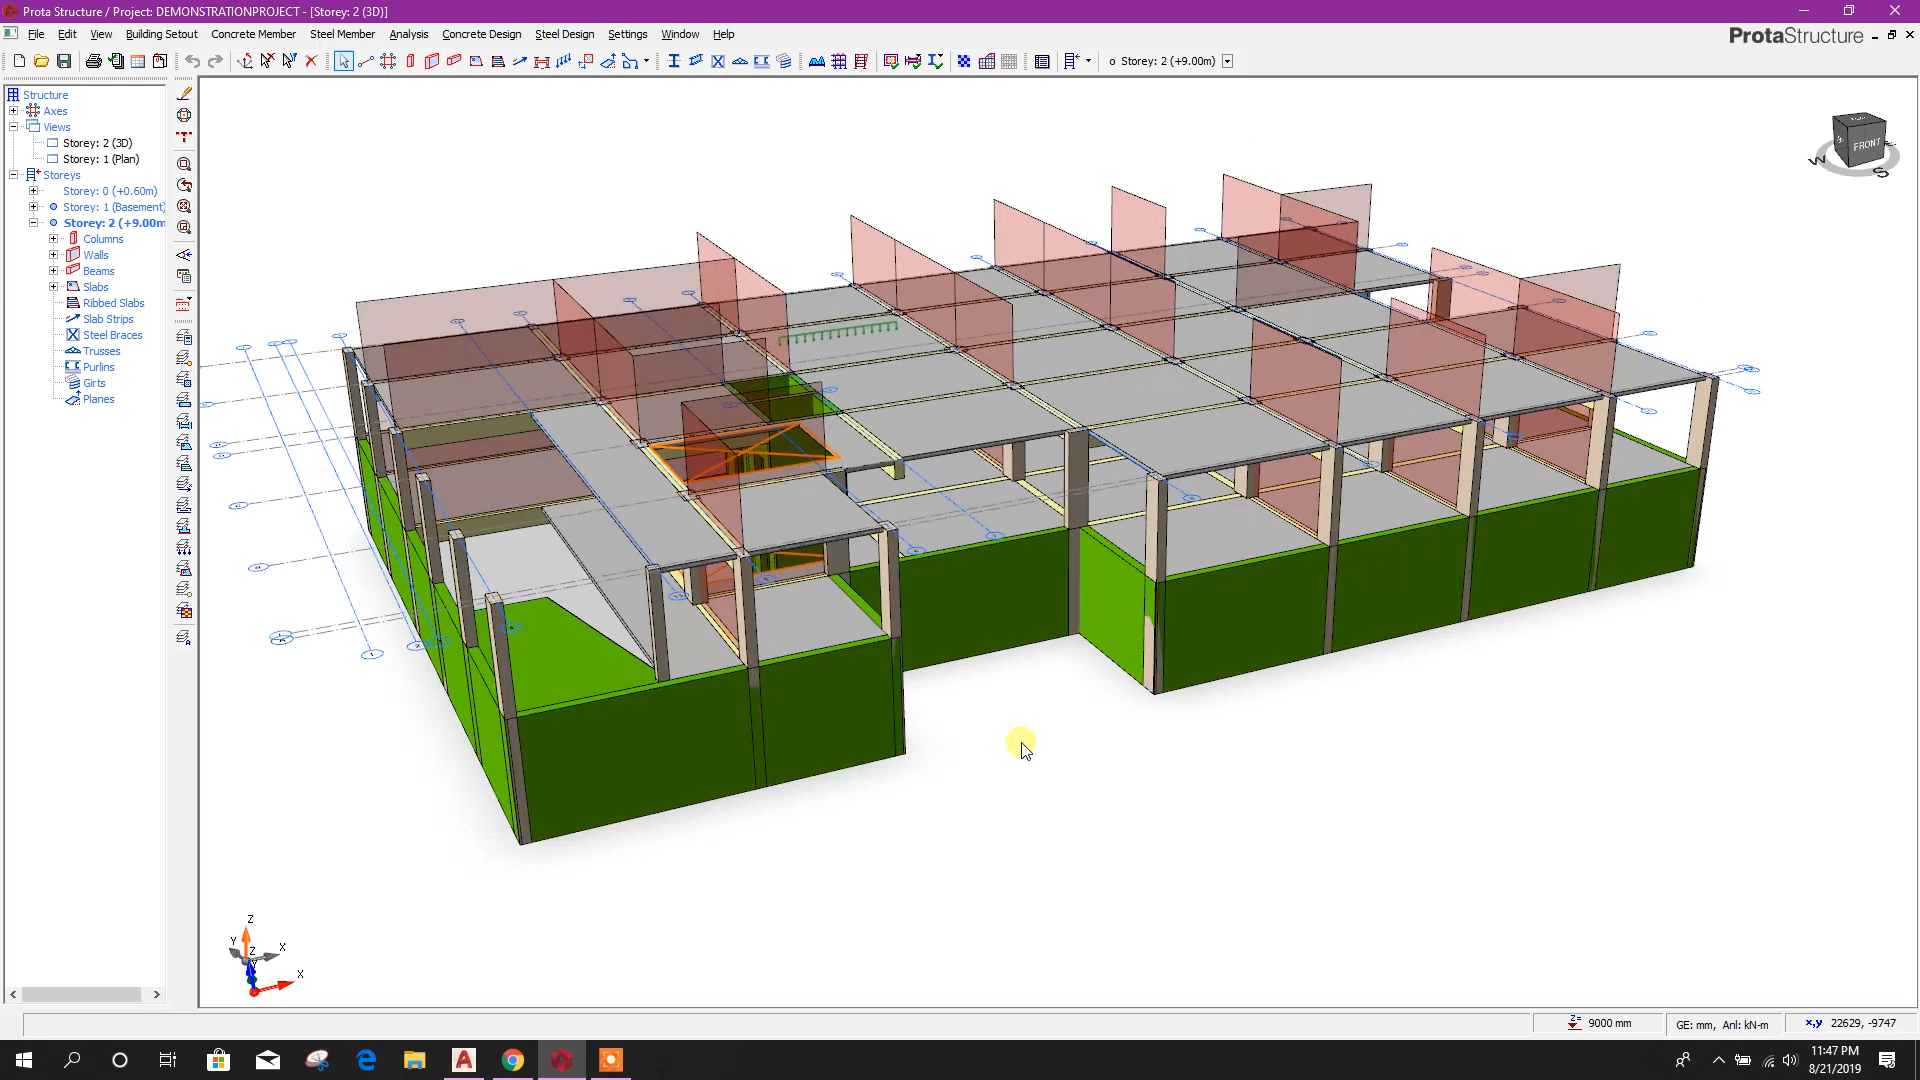 Prota Structure / Project: DEMONSTRATIONPROJECT - [Storey: 2 (3D)]
File Edit View Building Setout Concrete Member Steel Member Analysis Concrete Design Steel Design Settings Window Help
ProtaStructure
Storey: 2 (+9.00m)
Structure
Axes
Views
Storey: 2 (3D)
Storey: 1 (Plan)
Storeys
Storey: 0 (+0.60m)
Storey: 1 (Basement)
Storey: 2 (+9.00m
Columns
Walls
Beams
Slabs
Ribbed Slabs
Slab Strips
Steel Braces
Trusses
Purlins
Girts
Planes
FRONT
W
S
1
2
Z
Y
X
Z
Y
X
9000 mm
GE: mm, Anl: kN-m
x,y 22629, -9747
11:47 PM
8/21/2019